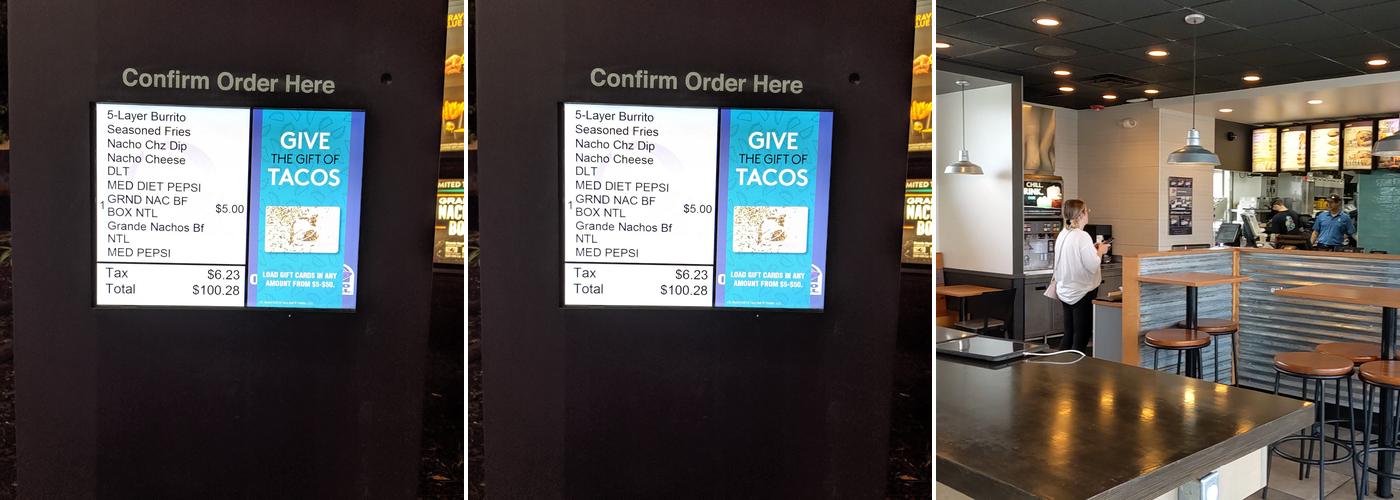 Confirm Order Here
5-Layer Burrito
Seasoned Fries
Nacho Chz Dip
Nacho Cheese
DLT
MED DIET PEPSI
1 GRND NAC BF $5.00
BOX NTL
Grande Nachos Bf
NTL
MED PEPSI
Tax $6.23
Total $100.28
GIVE
THE GIFT OF
TACOS
LOAD GIFT CARDS IN ANY
AMOUNT FROM $5-$50.
Confirm Order Here
5-Layer Burrito
Seasoned Fries
Nacho Chz Dip
Nacho Cheese
DLT
MED DIET PEPSI
1 GRND NAC BF $5.00
BOX NTL
Grande Nachos Bf
NTL
MED PEPSI
Tax $6.23
Total $100.28
GIVE
THE GIFT OF
TACOS
LOAD GIFT CARDS IN ANY
AMOUNT FROM $5-$50.
CHILL.
DRINK.